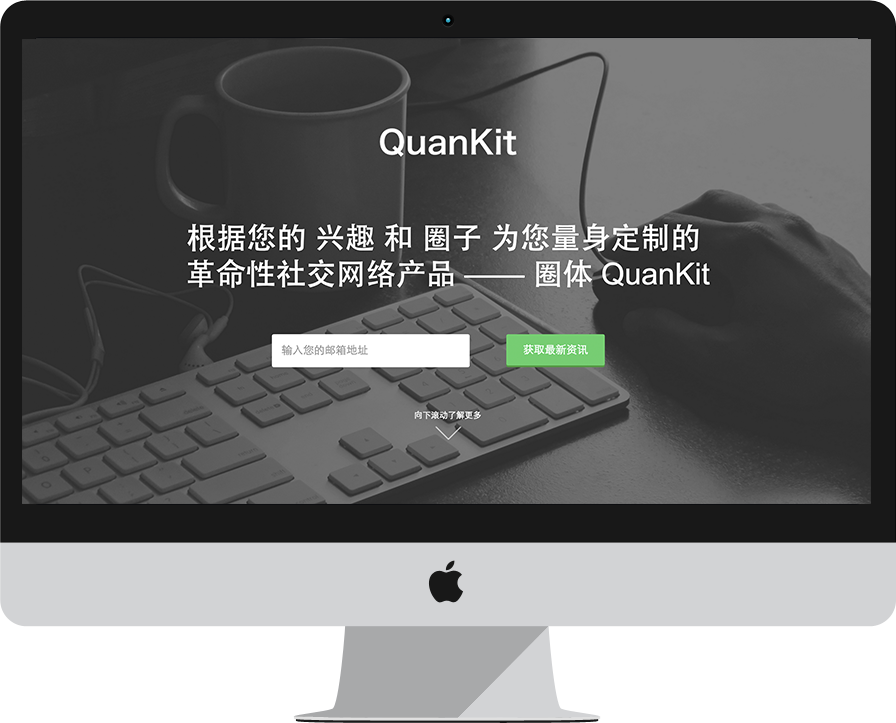 QuanKit
根据您的 兴趣 和 圈子 为您量身定制的
革命性社交网络产品 —— 圈体 QuanKit
输入您的邮箱地址
获取最新资讯
向下滚动了解更多